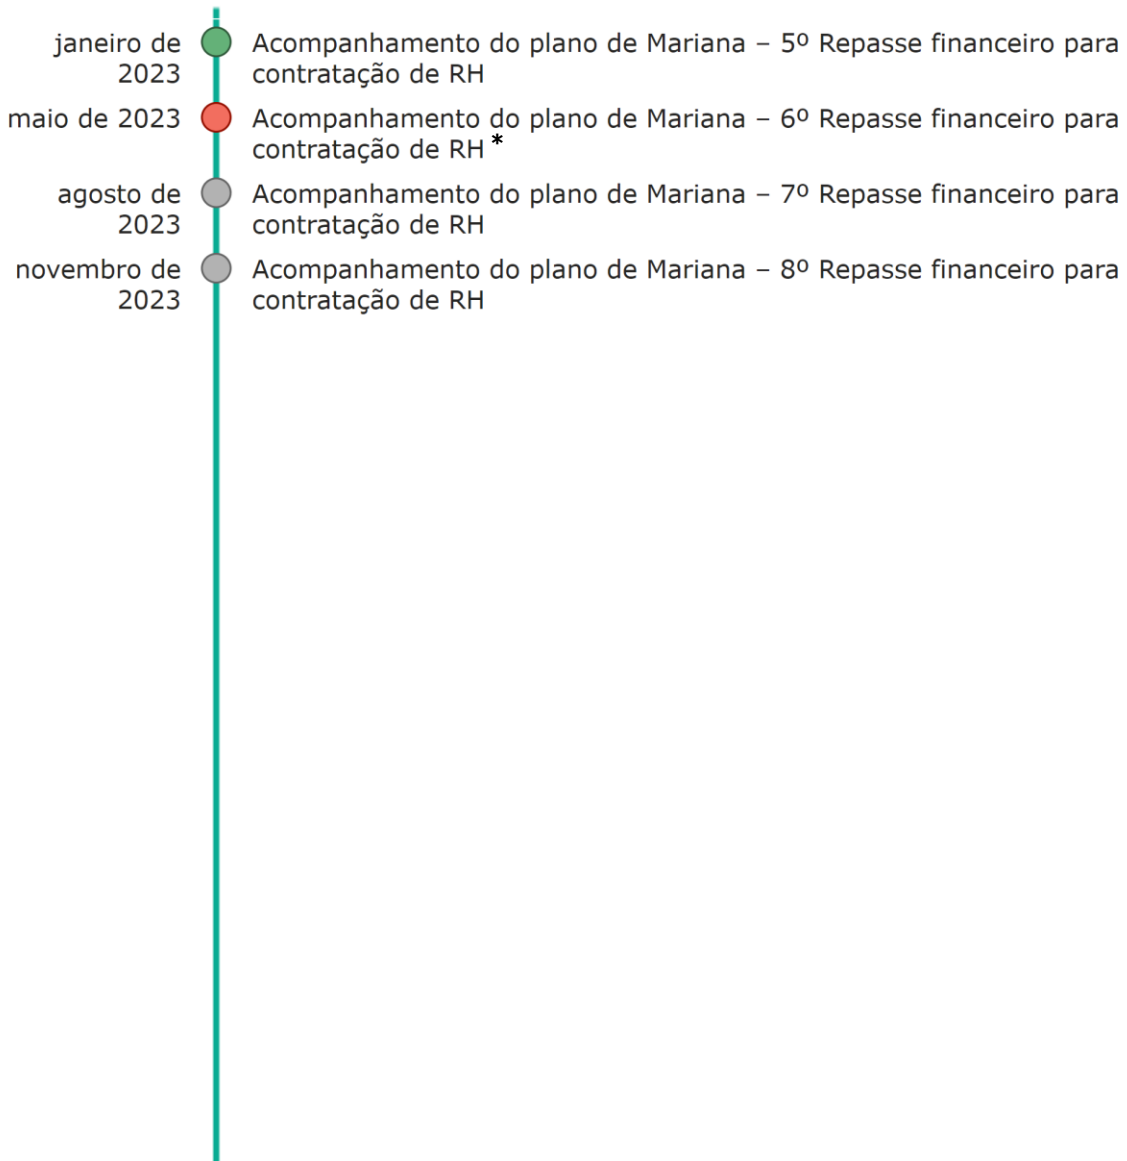 janeiro de
2023
Acompanhamento do plano de Mariana – 5º Repasse financeiro para
contratação de RH
maio de 2023
Acompanhamento do plano de Mariana – 6º Repasse financeiro para
contratação de RH *
agosto de
2023
Acompanhamento do plano de Mariana – 7º Repasse financeiro para
contratação de RH
novembro de
2023
Acompanhamento do plano de Mariana – 8º Repasse financeiro para
contratação de RH